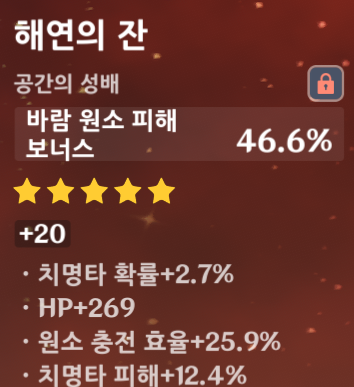 해연의 잔
공간의 성배
바람 원소 피해
보너스
46.6%
+20
· 치명타 확률+2.7%
· HP+269
· 원소 충전 효율+25.9%
· 치명타 피해+12.4%